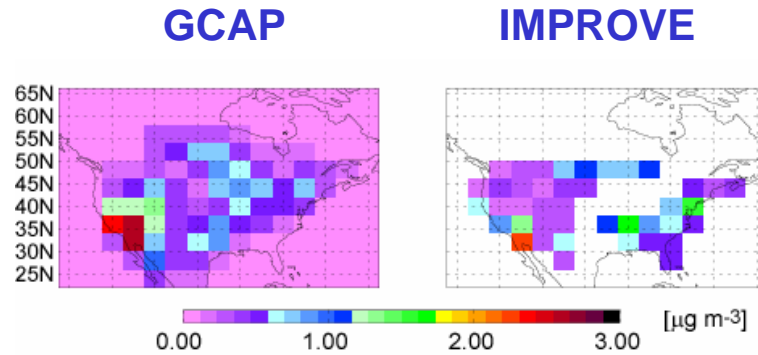 GCAP IMPROVE
65N
60N
55N
50N
45N
40N
35N
30N
25N
[μg m-3]
0.00 1.00 2.00 3.00